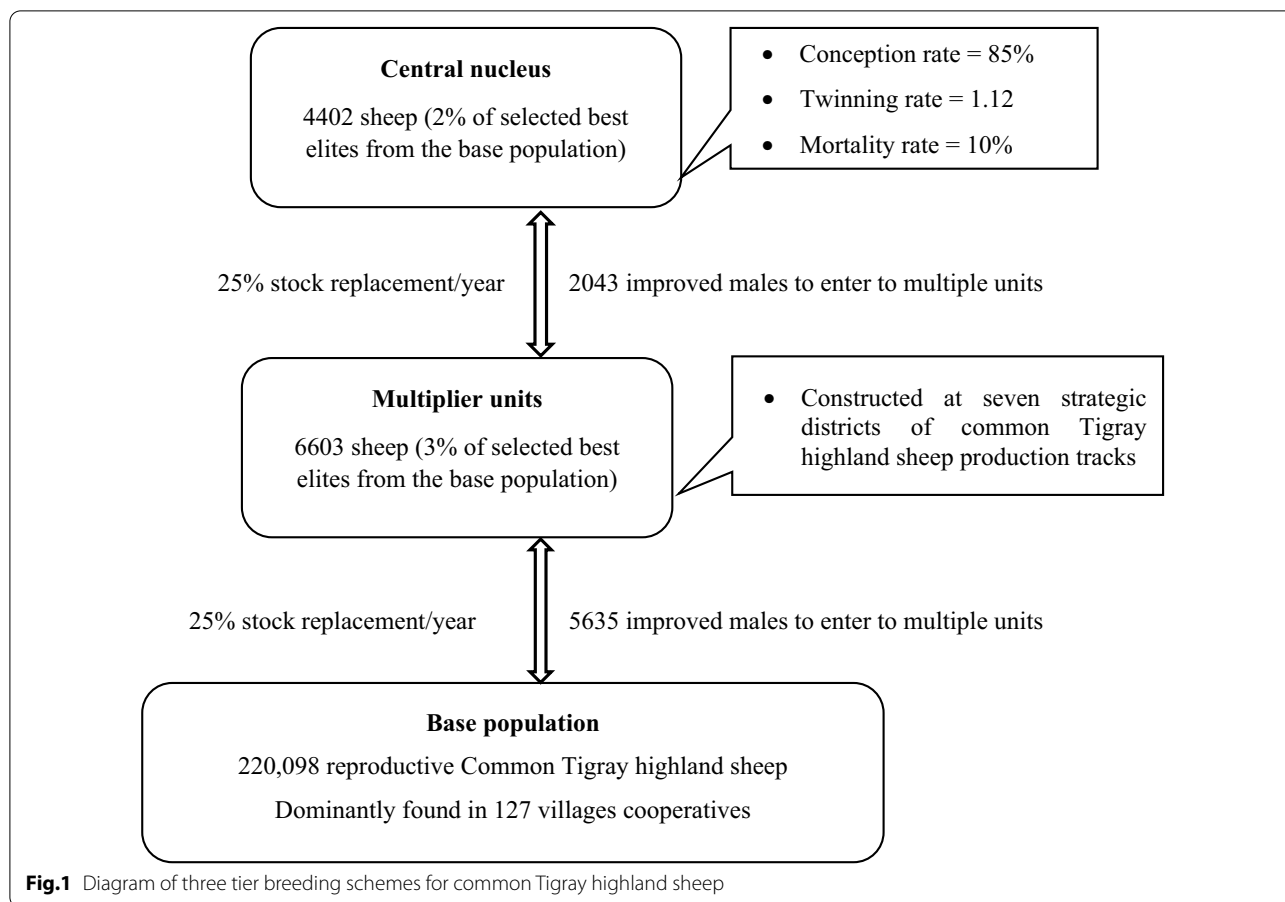 Central nucleus
4402 sheep (2% of selected best
elites from the base population)
• Conception rate = 85%
• Twinning rate = 1.12
• Mortality rate = 10%
25% stock replacement/year
2043 improved males to enter to multiple units
Multiplier units
6603 sheep (3% of selected best
elites from the base population)
• Constructed at seven strategic
districts of common Tigray
highland sheep production tracks
25% stock replacement/year
5635 improved males to enter to multiple units
Base population
220,098 reproductive Common Tigray highland sheep
Dominantly found in 127 villages cooperatives
Fig.1 Diagram of three tier breeding schemes for common Tigray highland sheep